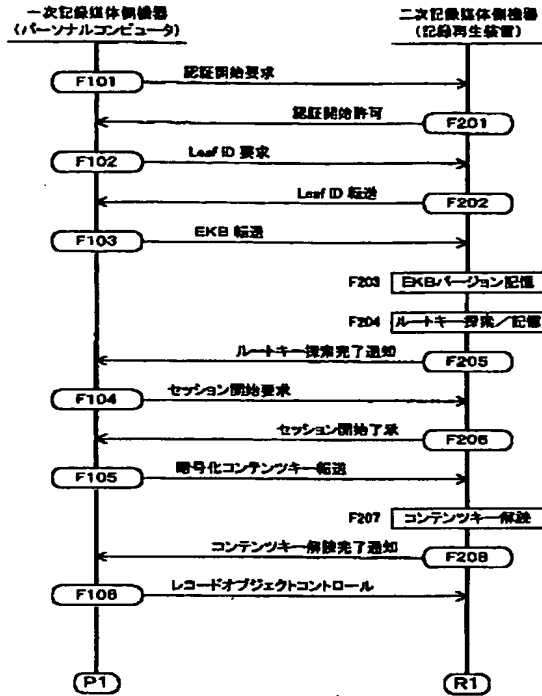 一次記録媒体側機器
(パーソナルコンピュータ)
二次記録媒体側機器
(記録再生装置)
F101
認証開始要求
認証開始許可
F201
F102
Leaf ID 要求
Leaf ID 転送
F202
F103
EKB 転送
F203
EKBバージョン記憶
F204
ルートキー探索/記憶
ルートキー探索完了通知
F205
F104
セッション開始要求
セッション開始了承
F206
F105
暗号化コンテンツキー転送
F207
コンテンツキー解読
コンテンツキー解読完了通知
F208
F106
レコードオブジェクトコントロール
P1
R1